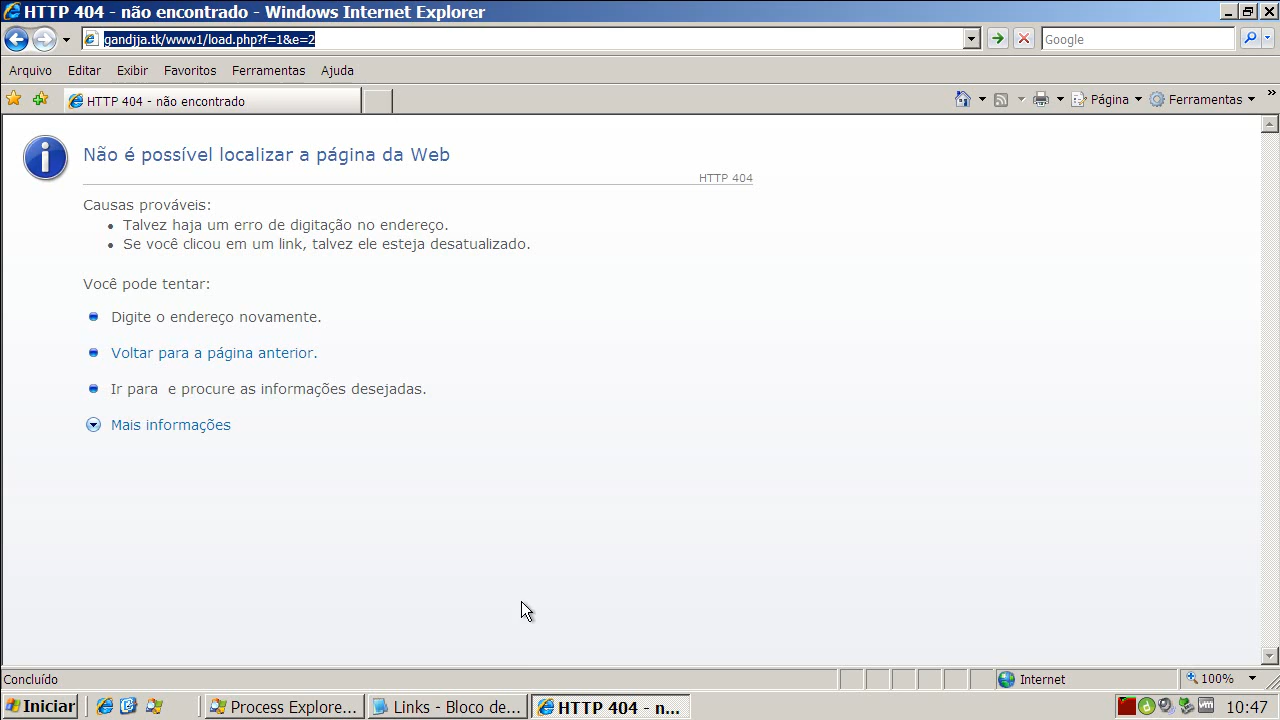 HTTP 404 - não encontrado - Windows Internet Explorer
gandjja.tk/www1/load.php?f=1&e=2
Google
Arquivo Editar Exibir Favoritos Ferramentas Ajuda
HTTP 404 - não encontrado
Página Ferramentas »
Não é possível localizar a página da Web
HTTP 404
Causas prováveis:
• Talvez haja um erro de digitação no endereço.
• Se você clicou em um link, talvez ele esteja desatualizado.
Você pode tentar:
Digite o endereço novamente.
Voltar para a página anterior.
Ir para  e procure as informações desejadas.
Mais informações
Concluído
Internet
100%
Iniciar
Process Explore...
Links - Bloco de...
HTTP 404 - n...
10:47